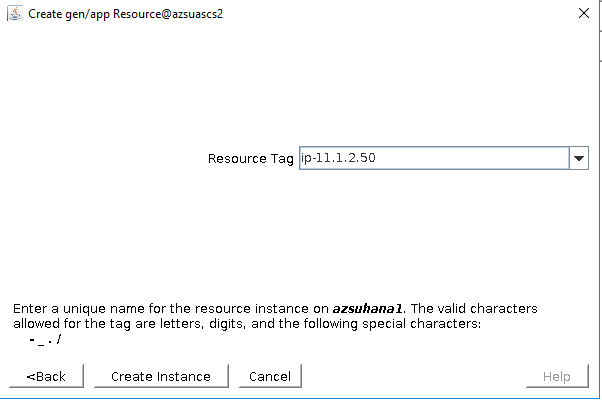 Create gen/app Resource@azsuascs2
Resource Tag ip-11.1.2.50
Enter a unique name for the resource instance on azsuhana1. The valid characters
allowed for the tag are letters, digits, and the following special characters:
- _ . /
<Back Create Instance Cancel Help